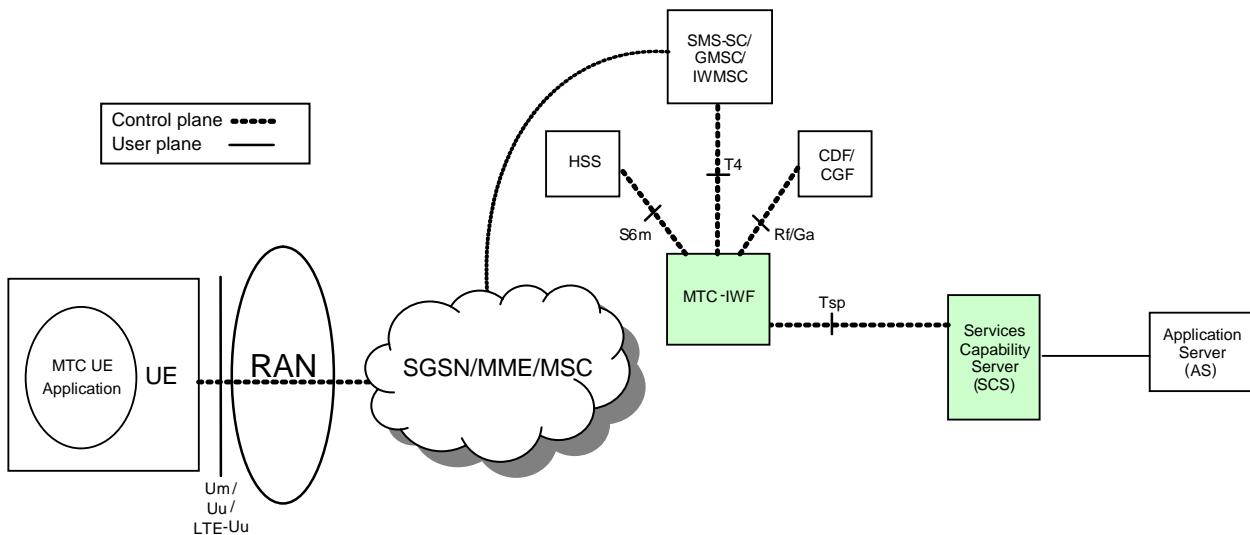 SMS-SC/
GMSC/
IWMSC
Control plane
User plane
HSS
T4
CDF/
CGF
S6m
Rf/Ga
MTC-IWF
Tsp
Services
Capability
Server
(SCS)
Application
Server
(AS)
MTC UE
Application
UE
RAN
SGSN/MME/MSC
Um/
Uu/
LTE-Uu